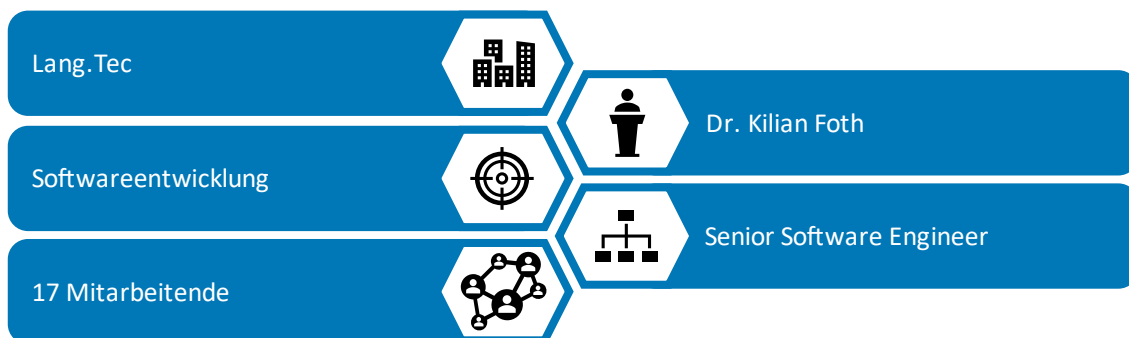 Lang.Tec
Dr. Kilian Foth
Softwareentwicklung
Senior Software Engineer
17 Mitarbeitende